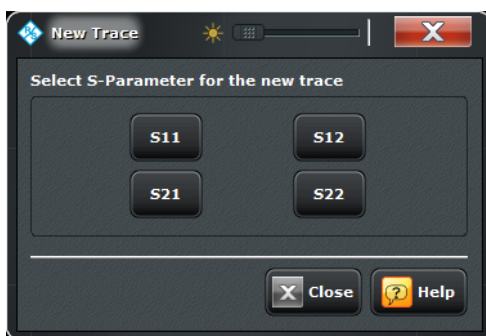 New Trace
Select S-Parameter for the new trace
S11 S12
S21 S22
Close Help